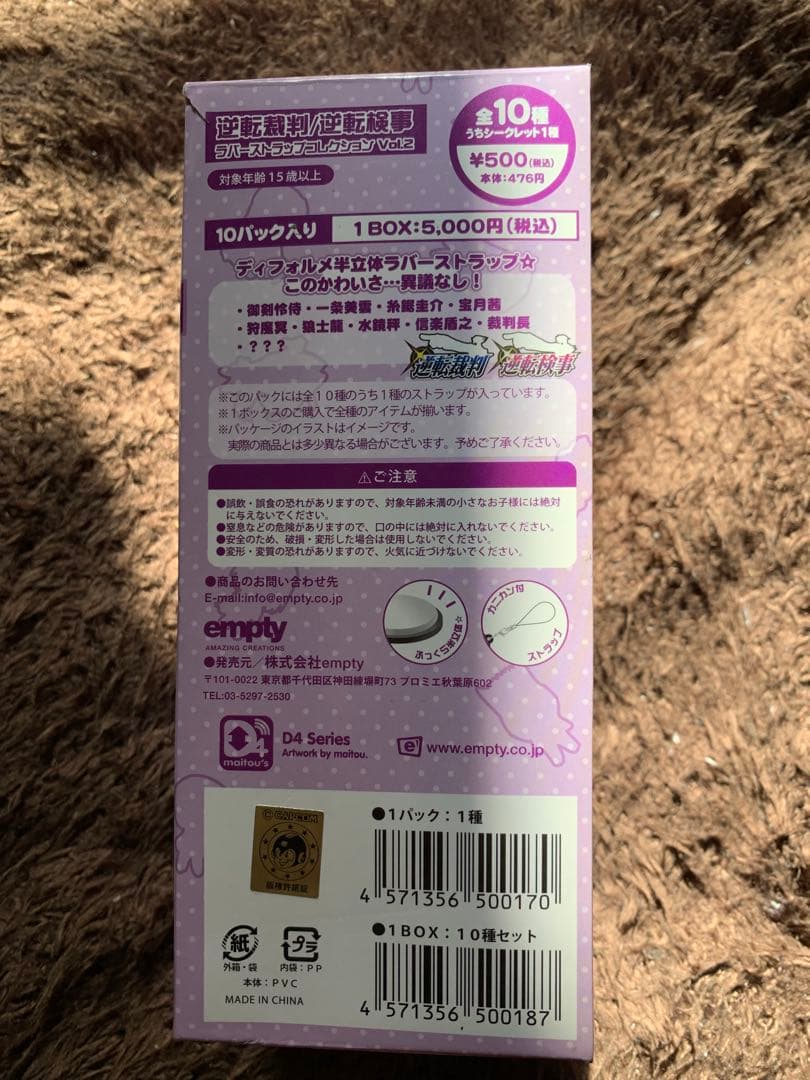 逆転裁判/逆転検事
ラバーストラップコレクション Vol.2
対象年齢15歳以上
全10種
うちシークレット1種
¥500(税込)
本体:476円
10パック入り
1BOX:5,000円(税込)
ディフォルメ半立体ラバーストラップ☆
このかわいさ…異議なし!
・御剣怜侍・一条美雲・糸鋸圭介・宝月茜
・狩魔冥・狼士龍・水鏡秤・信楽盾之・裁判長
・???
逆転裁判
逆転検事
※このパックには全10種のうち1種のストラップが入っています。
※1ボックスのご購入で全種のアイテムが揃います。
※パッケージのイラストはイメージです。
実際の商品とは多少異なる場合がございます。予めご了承ください。
⚠ご注意
●誤飲・誤食の恐れがありますので、対象年齢未満の小さなお子様には絶対
に与えないでください。
●窒息などの危険がありますので、口の中には絶対に入れないでください。
●安全のため、破損・変形した場合は使用しないでください。
●変形・変質の恐れがありますので、火気に近づけないでください。
●商品のお問い合わせ先
E-mail:info@empty.co.jp
empty
AMAZING CREATIONS
ぷっくら半立体☆
カニカン付
ストラップ
●発売元/株式会社empty
〒101-0022 東京都千代田区神田練塀町73 プロミエ秋葉原602
TEL:03-5297-2530
D4
maitou's
D4 Series
Artwork by maitou.
e! www.empty.co.jp
©CAPCOM
版権許諾証
●1パック:1種
4 571356 500170
●1BOX:10種セット
4 571356 500187
紙
外箱・袋
プラ
内袋:PP
本体:PVC
MADE IN CHINA